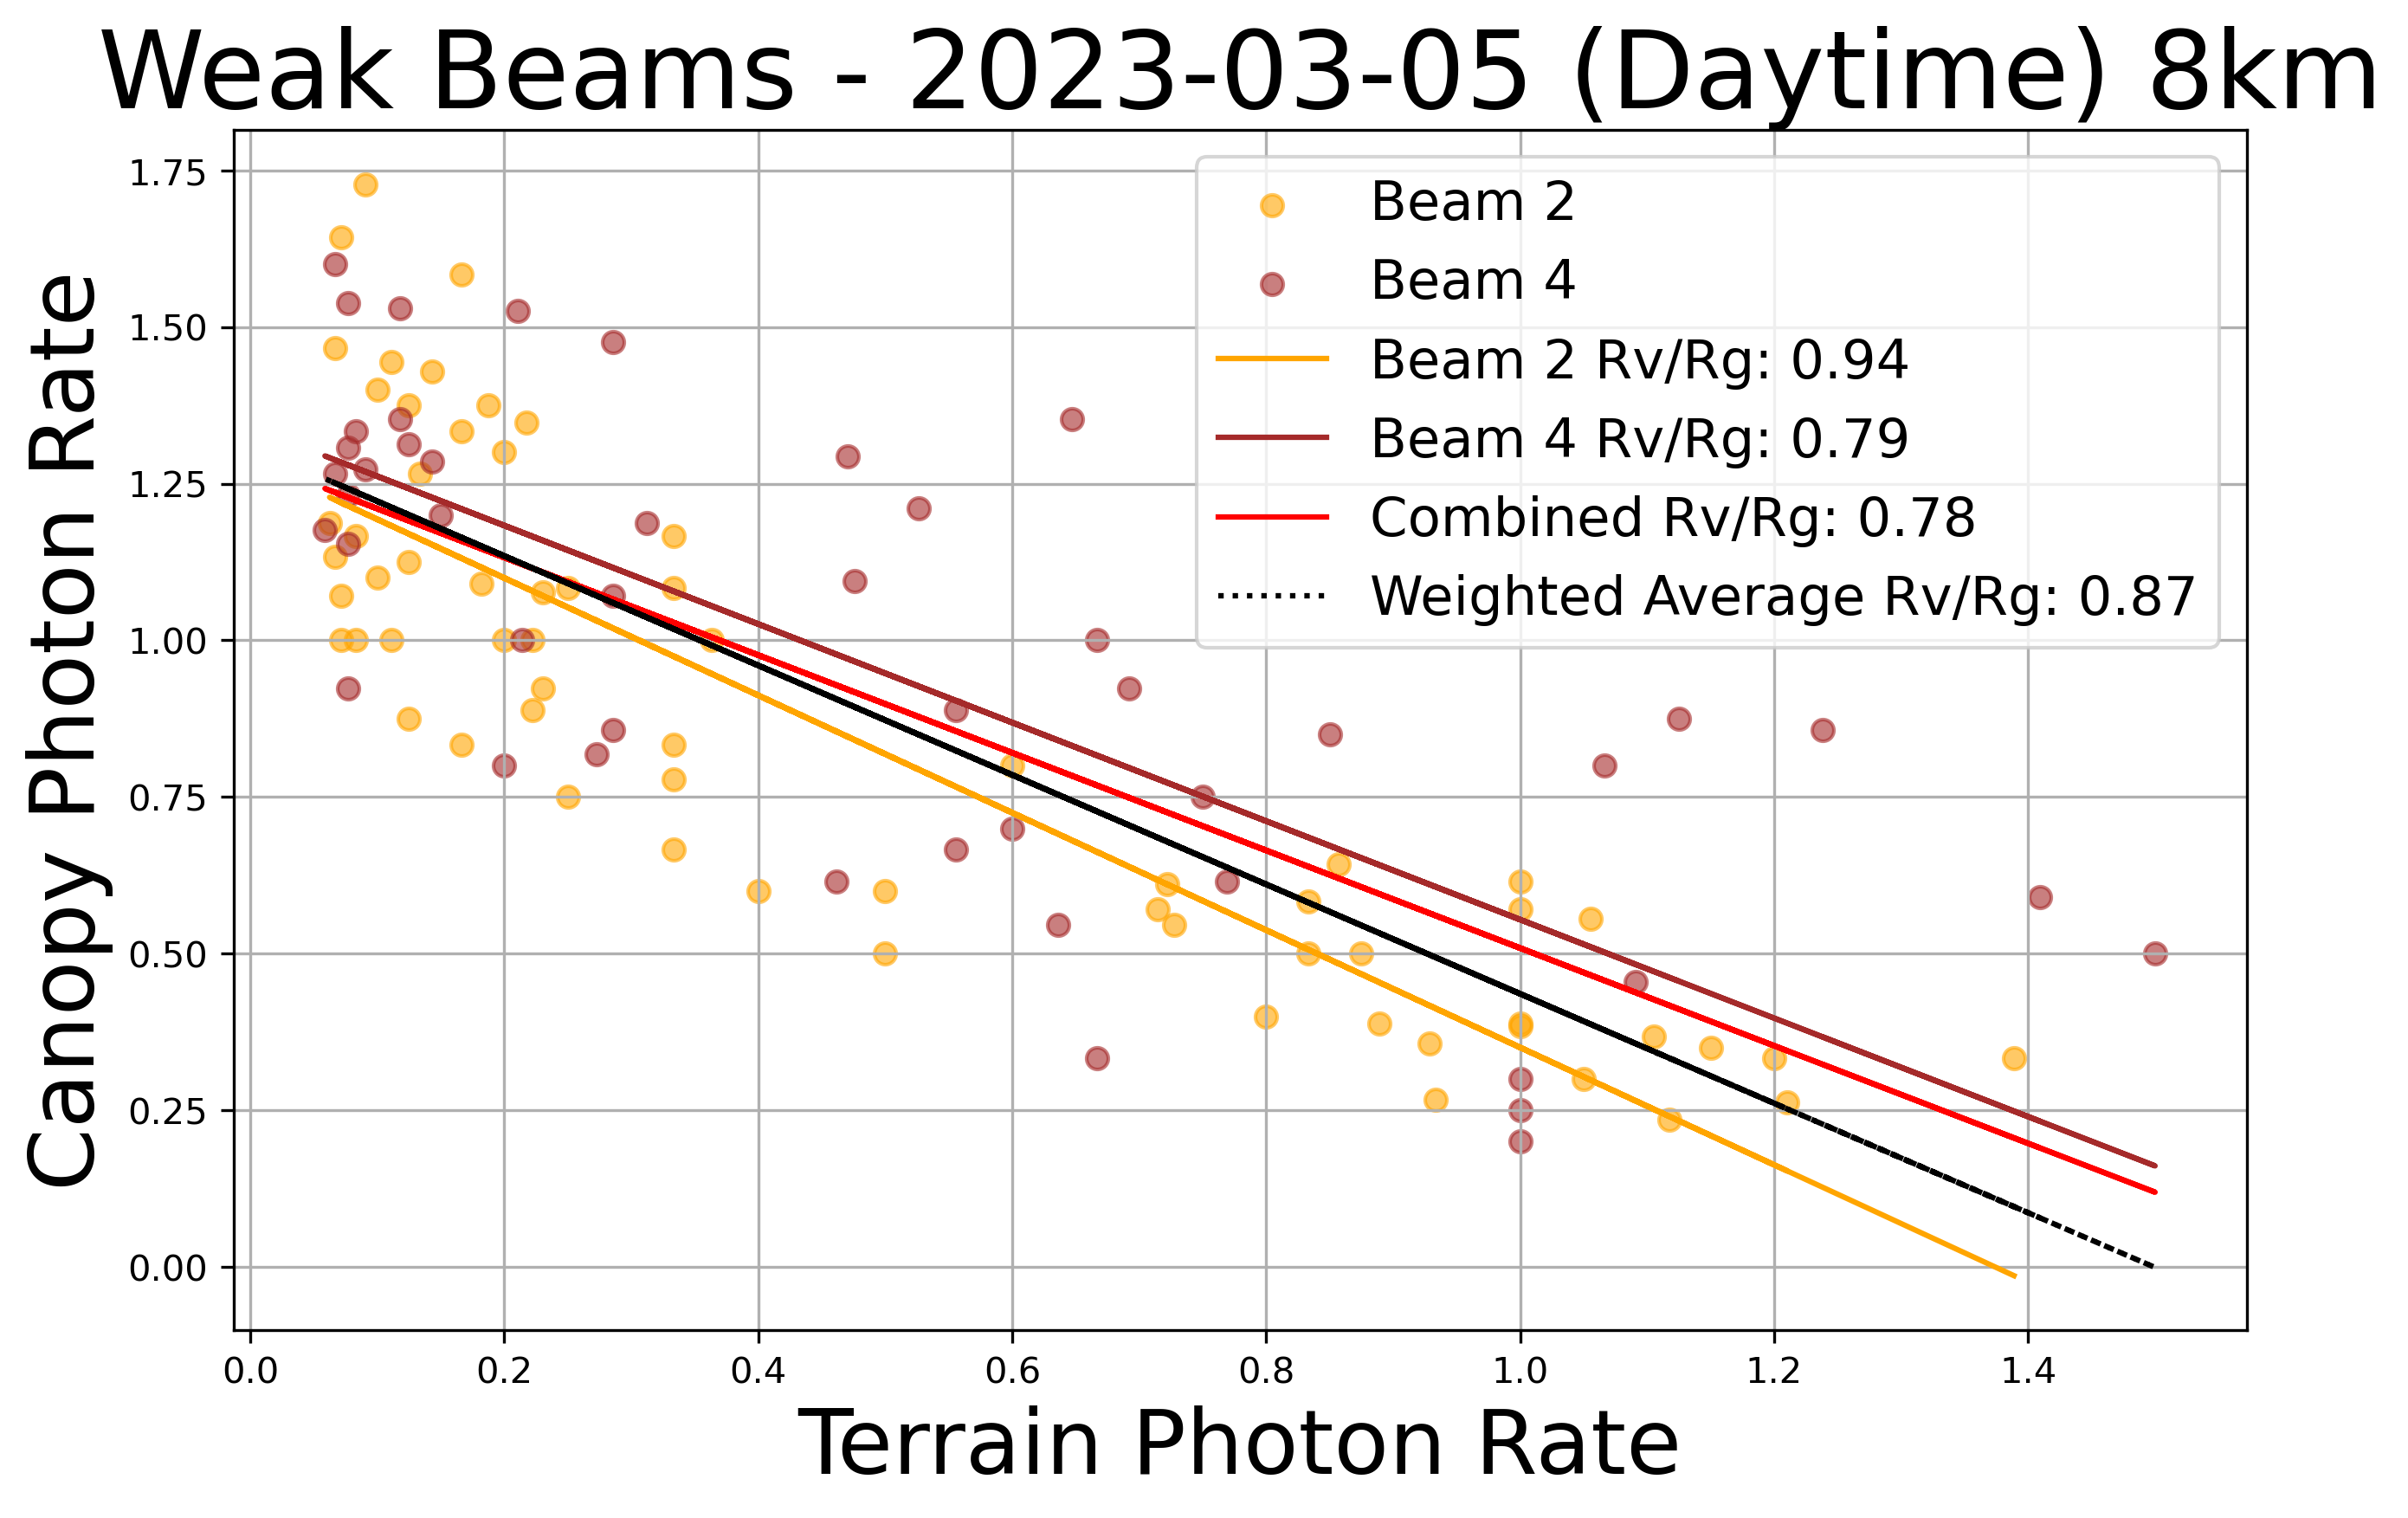 Weak Beams - 2023-03-05 (Daytime) 8km
Canopy Photon Rate
1.75
1.50
1.25
1.00
0.75
0.50
0.25
0.00
Beam 2
Beam 4
Beam 2 Rv/Rg: 0.94
Beam 4 Rv/Rg: 0.79
Combined Rv/Rg: 0.78
Weighted Average Rv/Rg: 0.87
0.0 0.2 0.4 0.6 0.8 1.0 1.2 1.4
Terrain Photon Rate